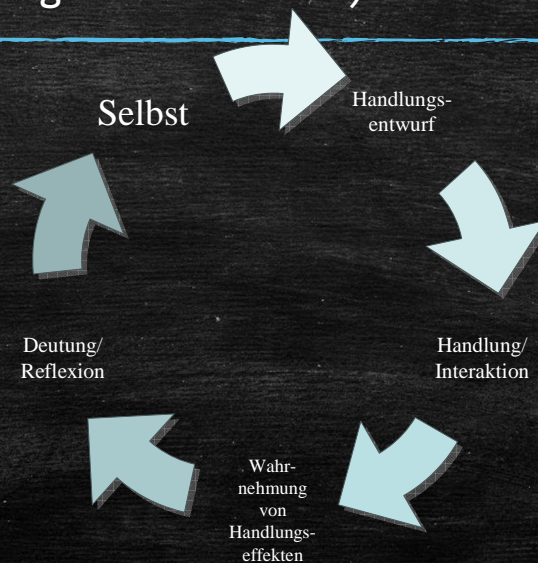 Selbst
Handlungs-
entwurf
Handlung/
Interaktion
Wahr-
nehmung
von
Handlungs-
effekten
Deutung/
Reflexion